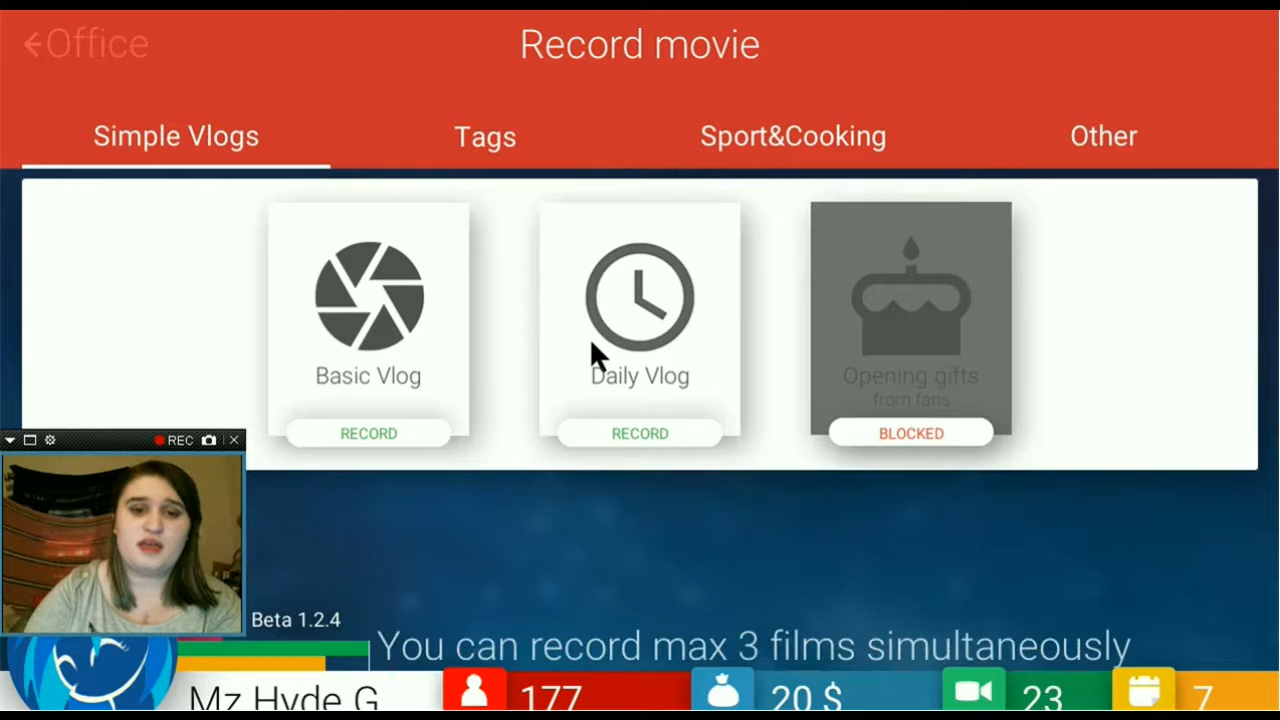 Office
Record movie
Simple Vlogs
Tags
Sport&Cooking
Other
Basic Vlog
RECORD
Daily Vlog
RECORD
Opening gifts
from fans
BLOCKED
REC
Beta 1.2.4
You can record max 3 films simultaneously
Mz Hyde G
177
20 $
23
7